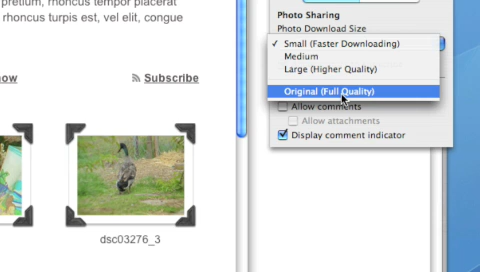 pretium, rhoncus tempor placerat
rhoncus turpis est, vel elit, congue
Subscribe
dsc03276_3
Photo Sharing
Photo Download Size
✓ Small (Faster Downloading)
Medium
Large (Higher Quality)
Original (Full Quality)
Allow comments
Allow attachments
Display comment indicator